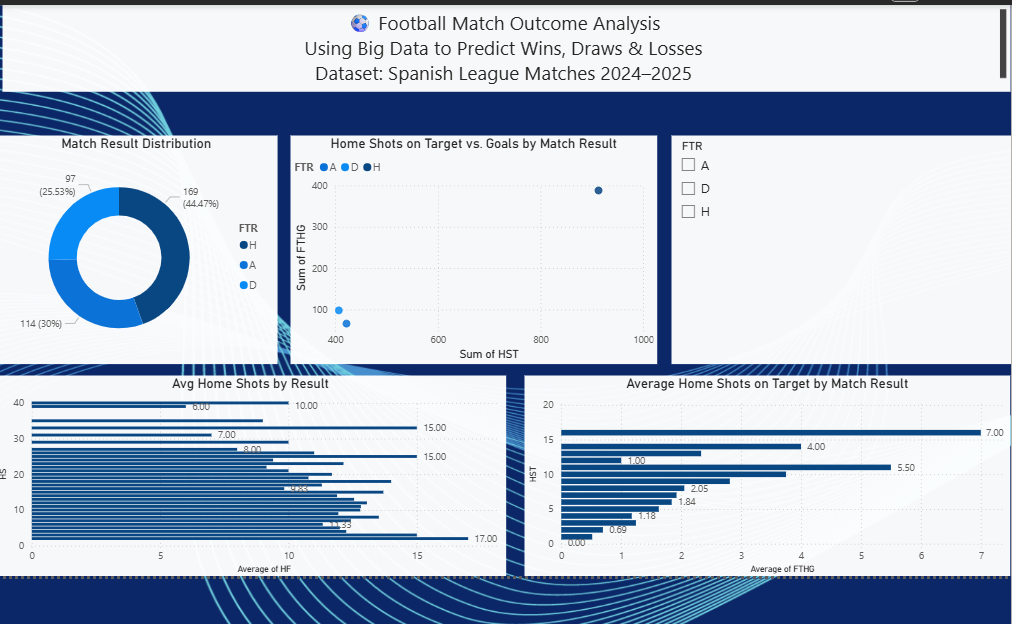 Football Match Outcome Analysis
Using Big Data to Predict Wins, Draws & Losses
Dataset: Spanish League Matches 2024–2025
Match Result Distribution
97
(25.53%)
169
(44.47%)
114 (30%)
FTR
H
A
D
Home Shots on Target vs. Goals by Match Result
FTR A D H
Sum of FTHG
400
300
200
100
400 600 800 1000
Sum of HST
FTR
A
D
H
Avg Home Shots by Result
HS
40
30
20
10
0
6.00
10.00
15.00
7.00
8.00
15.00
17.00
0 5 10 15
Average of HF
Average Home Shots on Target by Match Result
HST
20
15
10
5
0
7.00
4.00
1.00
5.50
2.05
1.84
1.18
0.69
0.00
0 1 2 3 4 5 6 7
Average of FTHG